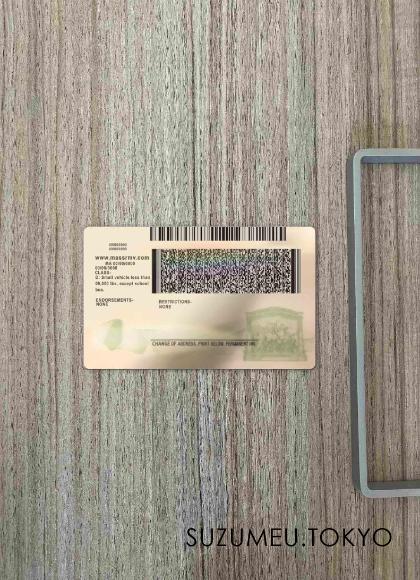 www.massrmv.com
CLASS-
D: Small vehicle less than
26,001 lbs, except school
bus.
ENDORSEMENTS-
NONE
RESTRICTIONS-
NONE
CHANGE OF ADDRESS. PRINT BELOW. PERMANENT INK.
SUZUMEU.TOKYO